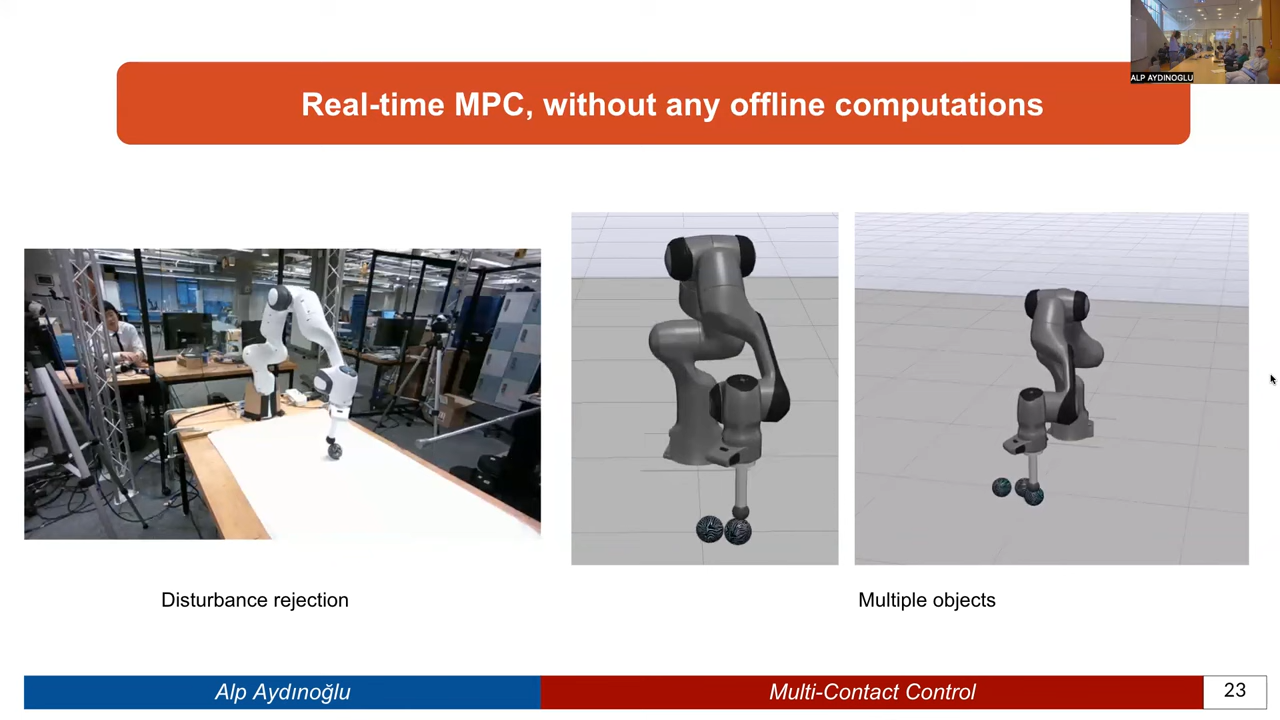 ALP AYDINOGLU
Real-time MPC, without any offline computations
Disturbance rejection
Multiple objects
Alp Aydınoğlu
Multi-Contact Control
23